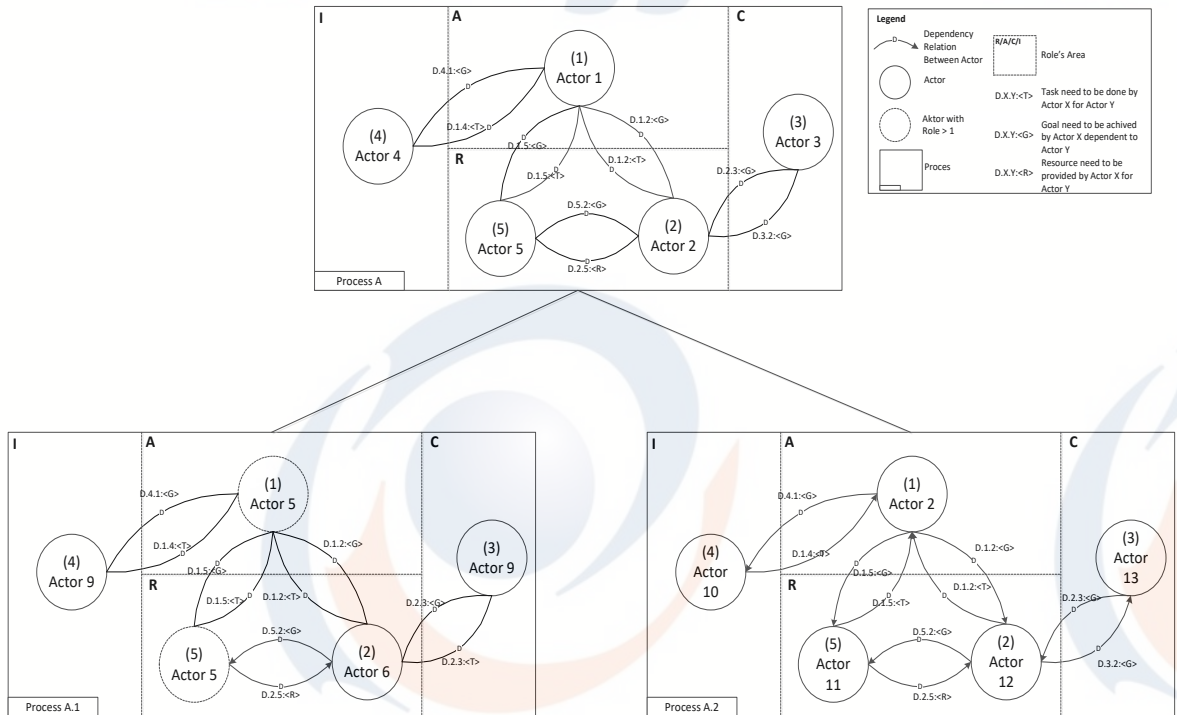 I
A
C
(1)
Actor 1
D.4.1:<G>
D.1.4:<T>
D
D
(4)
Actor 4
D.1.2:<G>
D
D
D
D.1.5:<G>
D.1.2:<T>
D
D
D.1.5:<T>
R
(3)
Actor 3
D.2.3:<G>
D
D
D.3.2:<G>
D.5.2:<G>
D
(5)
Actor 5
(2)
Actor 2
D
D.2.5:<R>
Process A
Legend
D
Dependency
Relation
Between Actor
Actor
Aktor with
Role > 1
Proces
R/A/C/I
Role's Area
D.X.Y:<T>
Task need to be done by
Actor X for Actor Y
D.X.Y:<G>
Goal need to be achived
by Actor X dependent to
Actor Y
D.X.Y:<R>
Resource need to be
provided by Actor X for
Actor Y
I
A
C
(1)
Actor 5
D.4.1:<G>
D
D.1.4:<T>
D
(4)
Actor 9
D.1.2:<G>
D
D
D.1.5:<G>
R
D.1.5:<T>
D
D.1.2:<T>
D
(3)
Actor 9
D.2.3:<G>
D
D
D.2.3:<T>
D.5.2:<G>
D
(5)
Actor 5
(2)
Actor 6
D
D.2.5:<R>
Process A.1
I
A
C
(1)
Actor 2
D.4.1:<G>
D
D.1.4:<T>
(4)
Actor
10
D.1.2:<G>
D
D
D.1.5:<G>
R
D.1.5:<T>
D
D.1.2:<T>
D
(3)
Actor
13
D.2.3:<G>
D
D
D.3.2:<G>
D.5.2:<G>
D
(5)
Actor
11
(2)
Actor
12
D
D.2.5:<R>
Process A.2